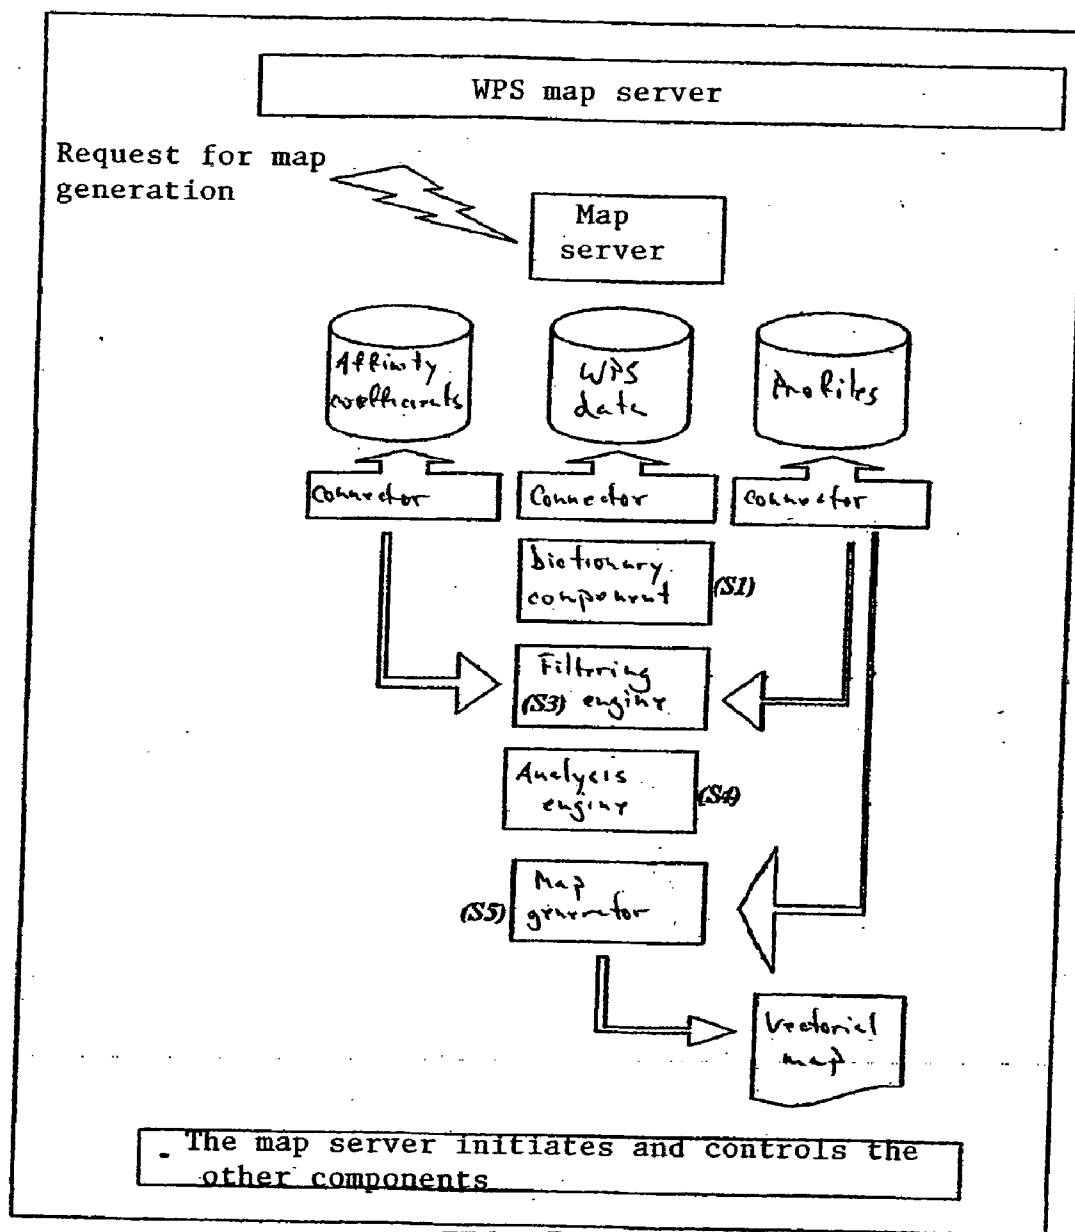 WPS map server
Request for map
generation
Map
server
Affinity
coefficients
WPS
data
Profiles
Connector
Connector
Connector
Dictionary
component
(S1)
Filtering
(S3) engine
Analysis
engine
(S4)
Map
(S5) generator
Vectorial
map
- The map server initiates and controls the
other components